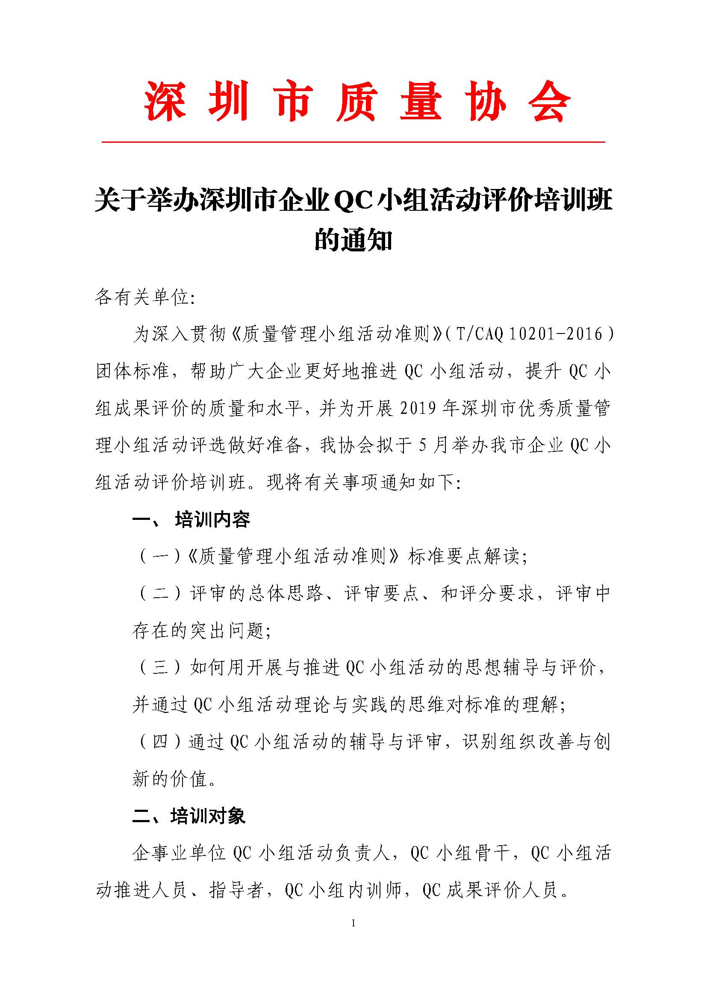 深圳市质量协会
关于举办深圳市企业QC小组活动评价培训班
的通知
各有关单位：
为深入贯彻《质量管理小组活动准则》（T/CAQ 10201-2016）
团体标准，帮助广大企业更好地推进 QC 小组活动，提升 QC 小
组成果评价的质量和水平，并为开展 2019 年深圳市优秀质量管
理小组活动评选做好准备，我协会拟于 5 月举办我市企业 QC 小
组活动评价培训班。现将有关事项通知如下：
一、 培训内容
（一）《质量管理小组活动准则》标准要点解读；
（二）评审的总体思路、评审要点、和评分要求，评审中
存在的突出问题；
（三）如何用开展与推进 QC 小组活动的思想辅导与评价，
并通过 QC 小组活动理论与实践的思维对标准的理解；
（四）通过 QC 小组活动的辅导与评审，识别组织改善与创
新的价值。
二、培训对象
企事业单位 QC 小组活动负责人，QC 小组骨干，QC 小组活
动推进人员、指导者，QC 小组内训师，QC 成果评价人员。
1